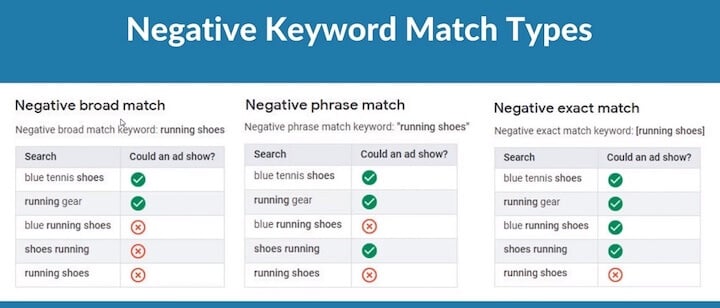 Negative Keyword Match Types
Negative broad match
Negative broad match keyword: running shoes
Search Could an ad show?
blue tennis shoes
running gear
blue running shoes
shoes running
running shoes
Negative phrase match
Negative phrase match keyword: "running shoes"
Search Could an ad show?
blue tennis shoes
running gear
blue running shoes
shoes running
running shoes
Negative exact match
Negative exact match keyword: [running shoes]
Search Could an ad show?
blue tennis shoes
running gear
blue running shoes
shoes running
running shoes